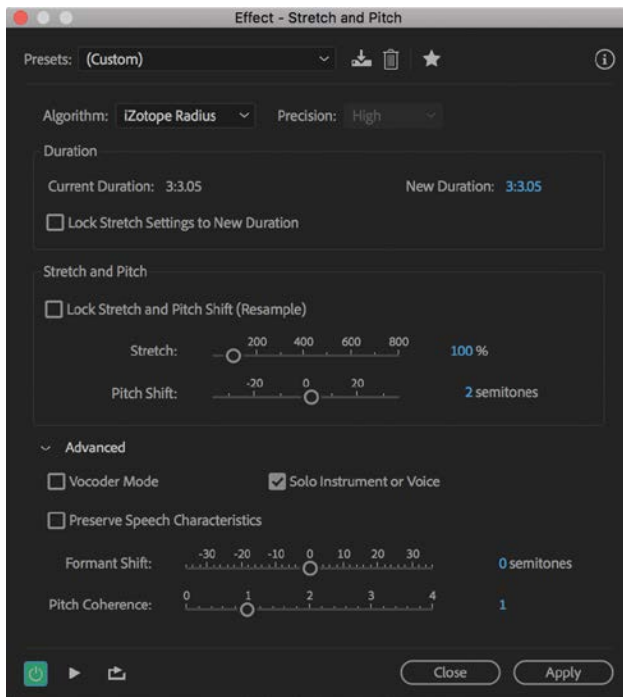 Effect - Stretch and Pitch
Presets: (Custom)
Algorithm: iZotope Radius Precision: High
Duration
Current Duration: 3:3.05 New Duration: 3:3.05
Lock Stretch Settings to New Duration
Stretch and Pitch
Lock Stretch and Pitch Shift (Resample)
200 400 600 800
Stretch: 100 %
-20 0 20
Pitch Shift: 2 semitones
Advanced
Vocoder Mode Solo Instrument or Voice
Preserve Speech Characteristics
-30 -20 -10 0 10 20 30
Formant Shift: 0 semitones
0 1 2 3 4
Pitch Coherence: 1
Close Apply